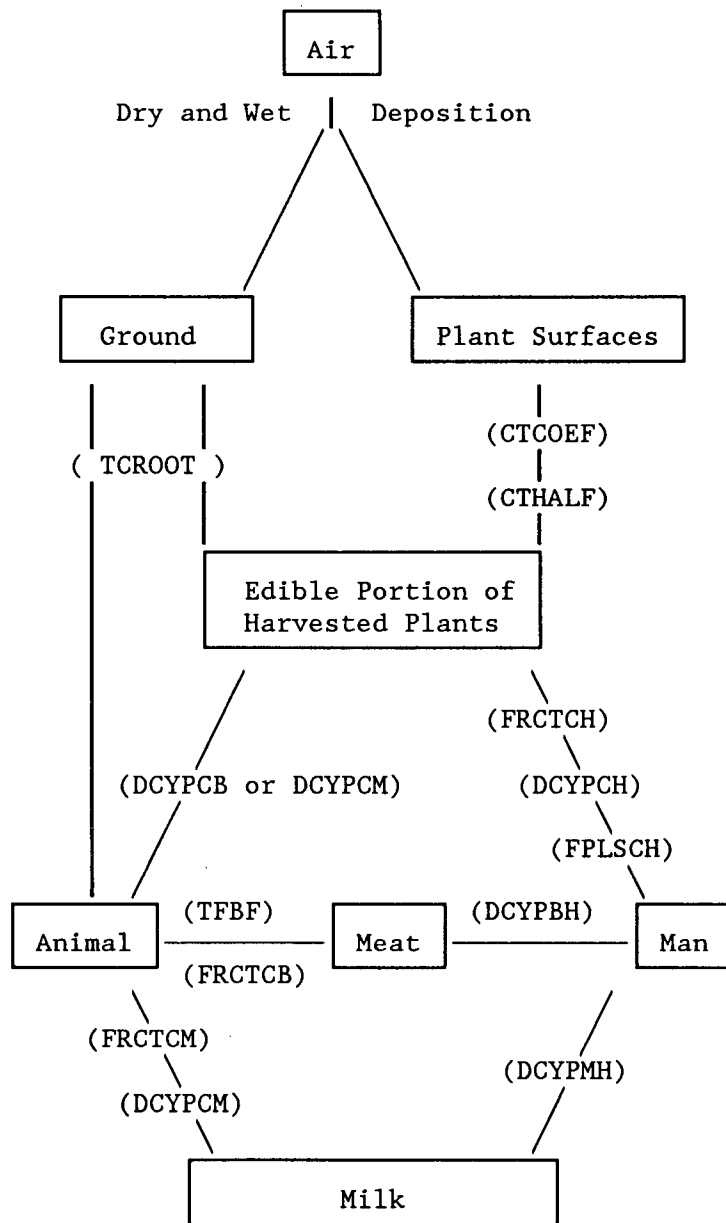 Air
Dry and Wet Deposition
Ground
Plant Surfaces
(CTCOEF)
( TCROOT )
(CTHALF)
Edible Portion of
Harvested Plants
(FRCTCH)
(DCYPCB or DCYPCM)
(DCYPCH)
(FPLSCH)
(TFBF)
(DCYPBH)
Animal
Meat
Man
(FRCTCB)
(FRCTCM)
(DCYPMH)
(DCYPCM)
Milk